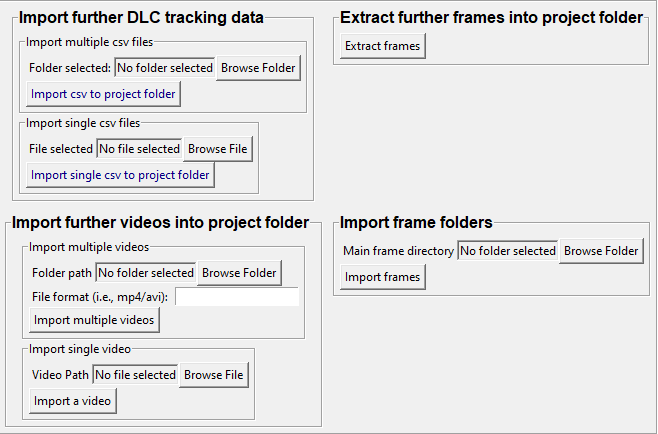 Import further DLC tracking data
Import multiple csv files
Folder selected: No folder selected Browse Folder
Import csv to project folder
Import single csv files
File selected No file selected Browse File
Import single csv to project folder
Extract further frames into project folder
Extract frames
Import further videos into project folder
Import multiple videos
Folder path No folder selected Browse Folder
File format (i.e., mp4/avi):
Import multiple videos
Import single video
Video Path No file selected Browse File
Import a video
Import frame folders
Main frame directory No folder selected Browse Folder
Import frames